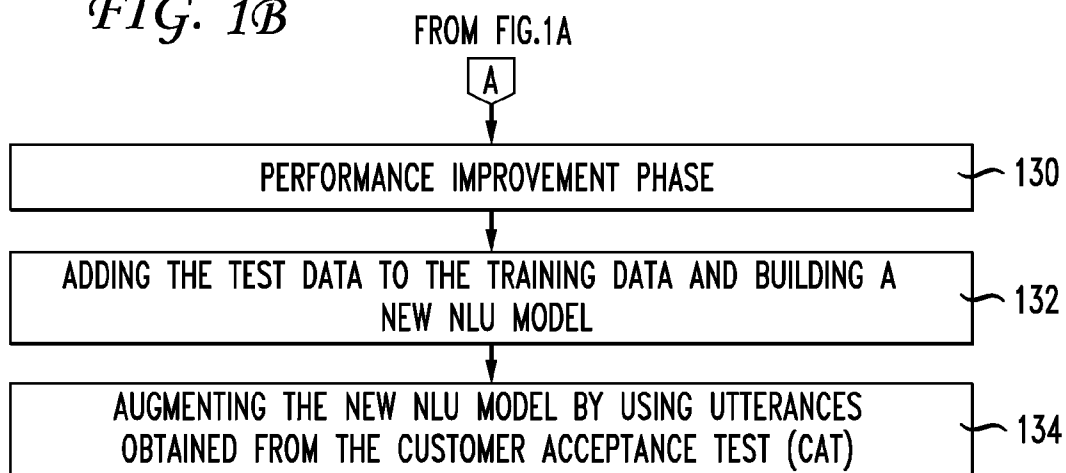 FIG. 1B
FROM FIG.1A
A
PERFORMANCE IMPROVEMENT PHASE
130
ADDING THE TEST DATA TO THE TRAINING DATA AND BUILDING A
NEW NLU MODEL
132
AUGMENTING THE NEW NLU MODEL BY USING UTTERANCES
OBTAINED FROM THE CUSTOMER ACCEPTANCE TEST (CAT)
134